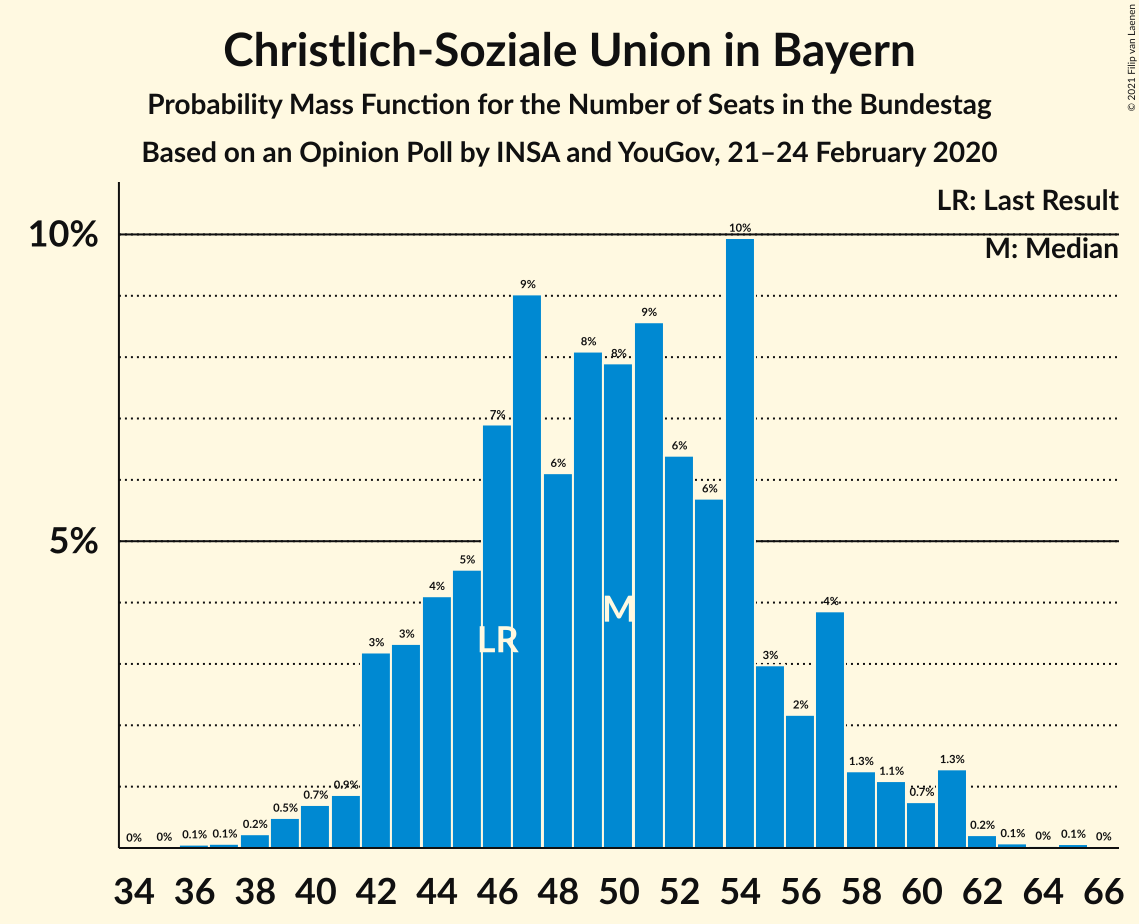 Christlich-Soziale Union in Bayern
Probability Mass Function for the Number of Seats in the Bundestag
Based on an Opinion Poll by INSA and YouGov, 21–24 February 2020
© 2021 Filip van Laenen
LR: Last Result
M: Median
10%
5%
0% 0% 0.1% 0.1% 0.2% 0.5% 0.7% 0.9% 3% 3% 4% 5% 7% 9% 6% 8% 8% 9% 6% 6% 10% 3% 2% 4% 1.3% 1.1% 0.7% 1.3% 0.2% 0.1% 0% 0.1% 0%
LR
M
34 36 38 40 42 44 46 48 50 52 54 56 58 60 62 64 66